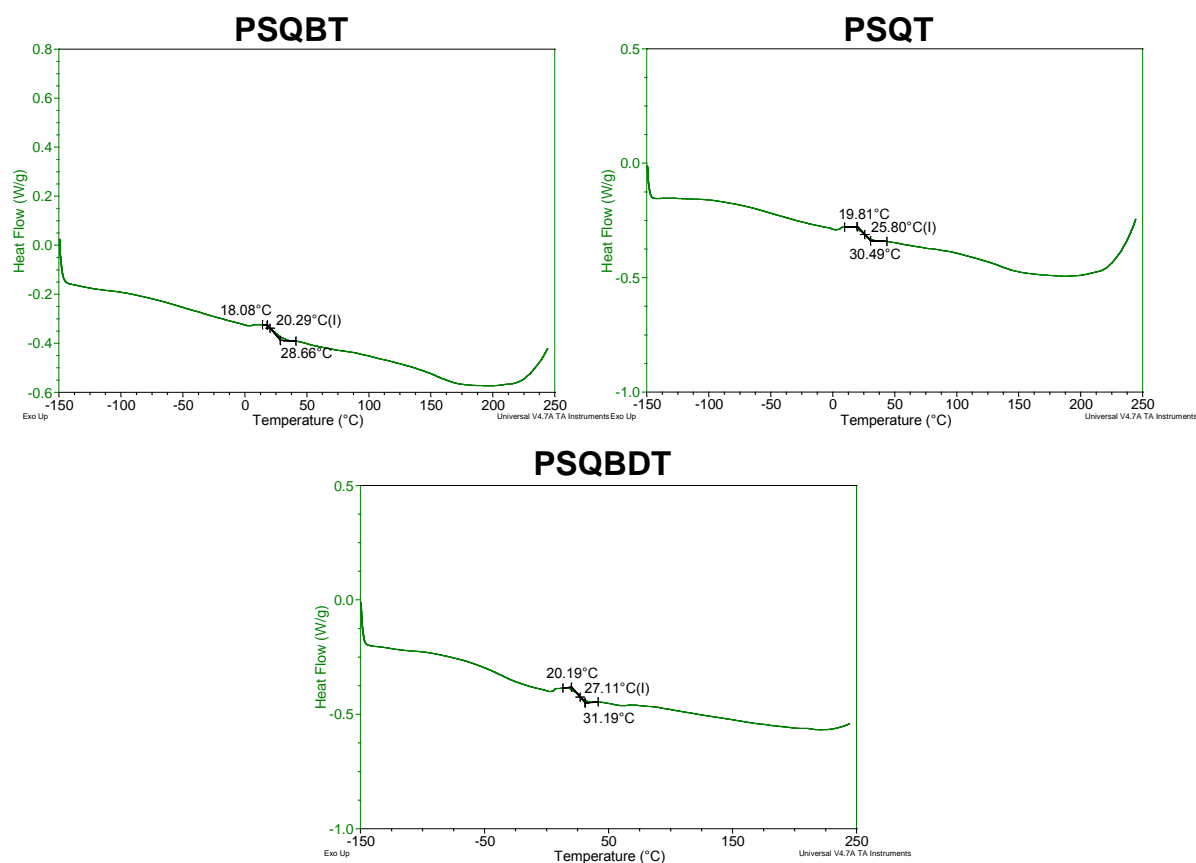 PSQBT
0.8
0.6
0.4
0.2
0.0
-0.2
-0.4
-0.6
Heat Flow (W/g)
18.08°C
20.29°C(I)
28.66°C
-150
-100
-50
0
50
100
150
200
250
Exo Up
Temperature (°C)
Universal V4.7A TA Instruments
PSQT
0.5
0.0
-0.5
-1.0
Heat Flow (W/g)
19.81°C
25.80°C(I)
30.49°C
-150
-100
-50
0
50
100
150
200
250
Exo Up
Temperature (°C)
Universal V4.7A TA Instruments
PSQBDT
0.5
0.0
-0.5
-1.0
Heat Flow (W/g)
20.19°C
27.11°C(I)
31.19°C
-150
-50
50
150
250
Exo Up
Temperature (°C)
Universal V4.7A TA Instruments